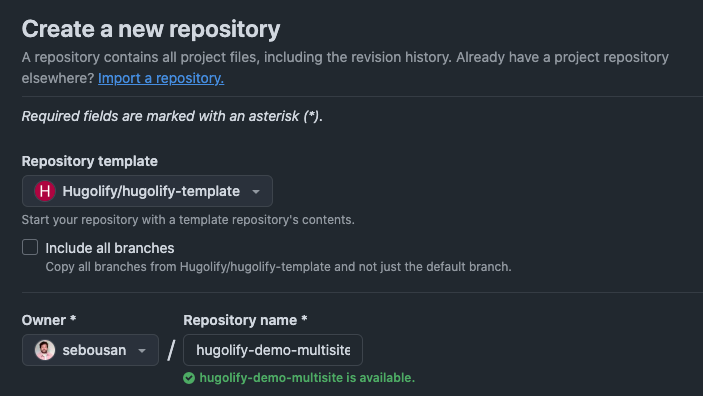 Create a new repository
A repository contains all project files, including the revision history. Already have a project repository
elsewhere? Import a repository.
Required fields are marked with an asterisk (*).
Repository template
H Hugolify/hugolify-template
Start your repository with a template repository's contents.
Include all branches
Copy all branches from Hugolify/hugolify-template and not just the default branch.
Owner * Repository name *
sebousan / hugolify-demo-multisite
hugolify-demo-multisite is available.